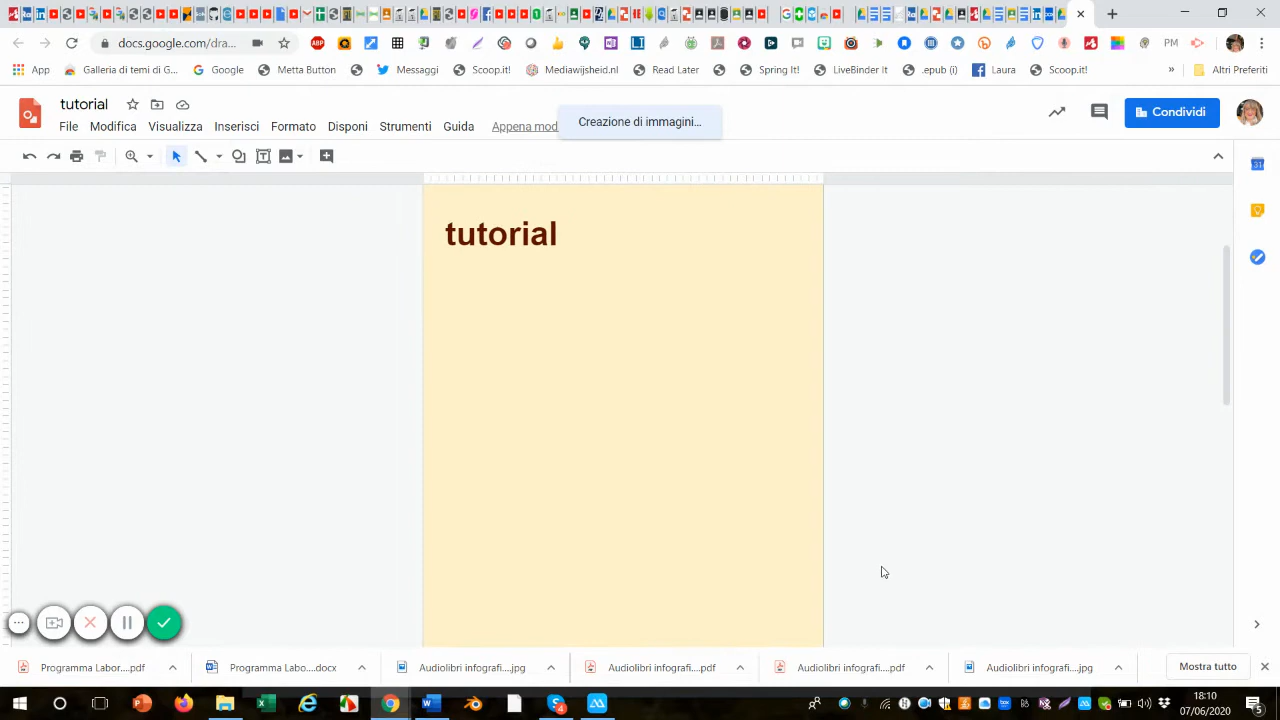 docs.google.com/dra...
ABP
PM
App
Galleria di temi di G...
Google
Metta Button
Messaggi
Scoop.it!
Mediawijsheid.nl
Read Later
Spring It!
LiveBinder It
.epub (i)
Laura
Scoop.it!
»
Altri Preferiti
tutorial
Creazione di immagini...
File
Modifica
Visualizza
Inserisci
Formato
Disponi
Strumenti
Guida
Appena mod
Condividi
tutorial
Programma Labor....pdf
Programma Labo....docx
Audiolibri infografi....jpg
Audiolibri infografi....pdf
Audiolibri infografi....pdf
Audiolibri infografi....jpg
Mostra tutto
18:10
07/06/2020